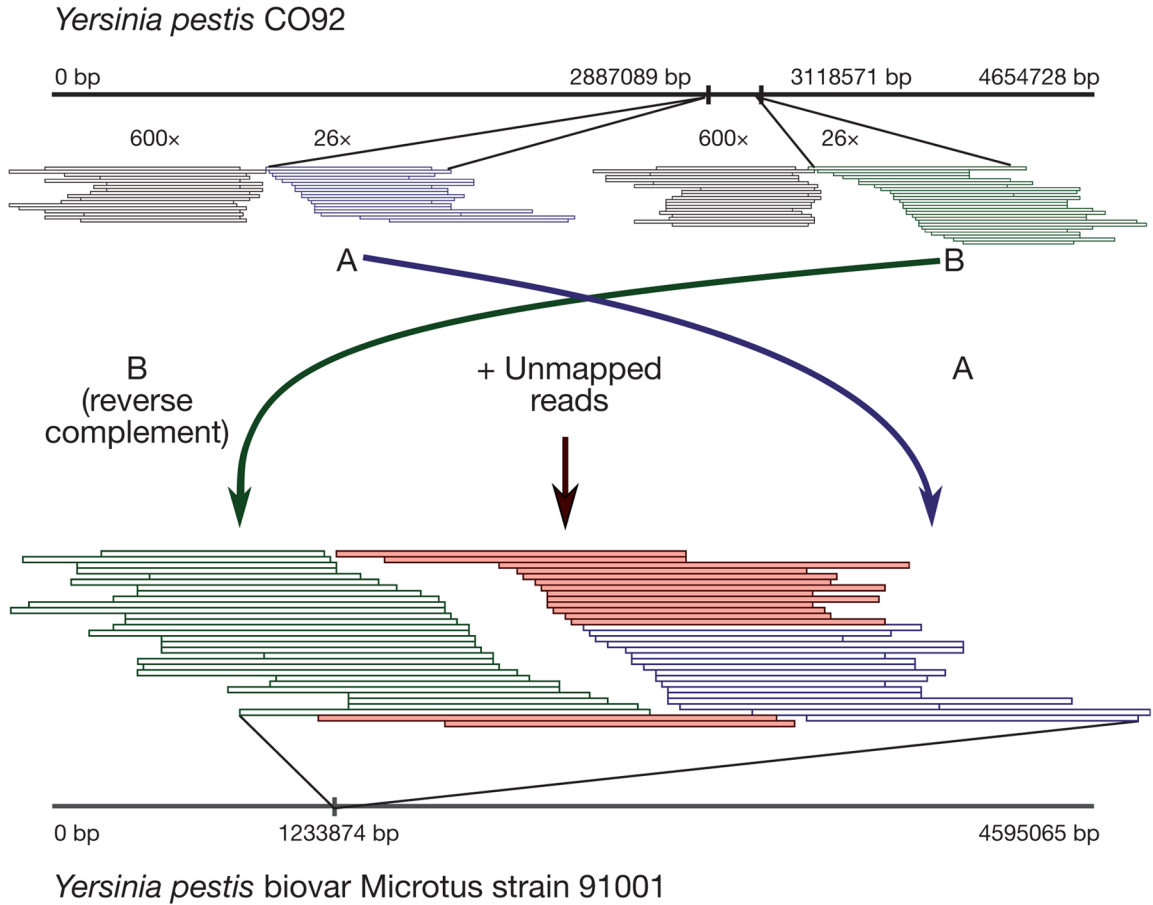 Yersinia pestis CO92
0 bp 2887089 bp 3118571 bp 4654728 bp
600× 26× 600× 26×
A B
B
(reverse
complement)
+ Unmapped
reads
A
0 bp 1233874 bp 4595065 bp
Yersinia pestis biovar Microtus strain 91001